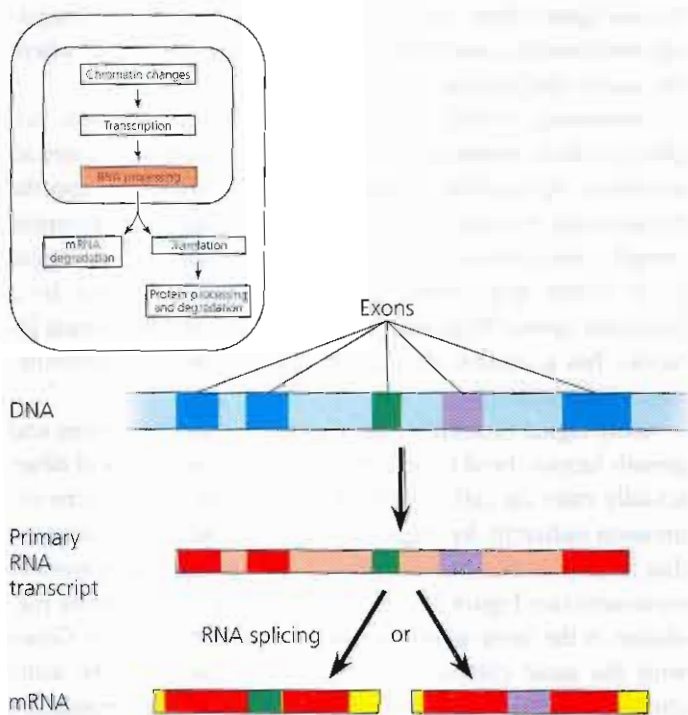 Chromatin changes
Transcription
RNA processing
mRNA
degradation
Translation
Protein processing
and degradation
Exons
DNA
Primary
RNA
transcript
RNA splicing
or
mRNA